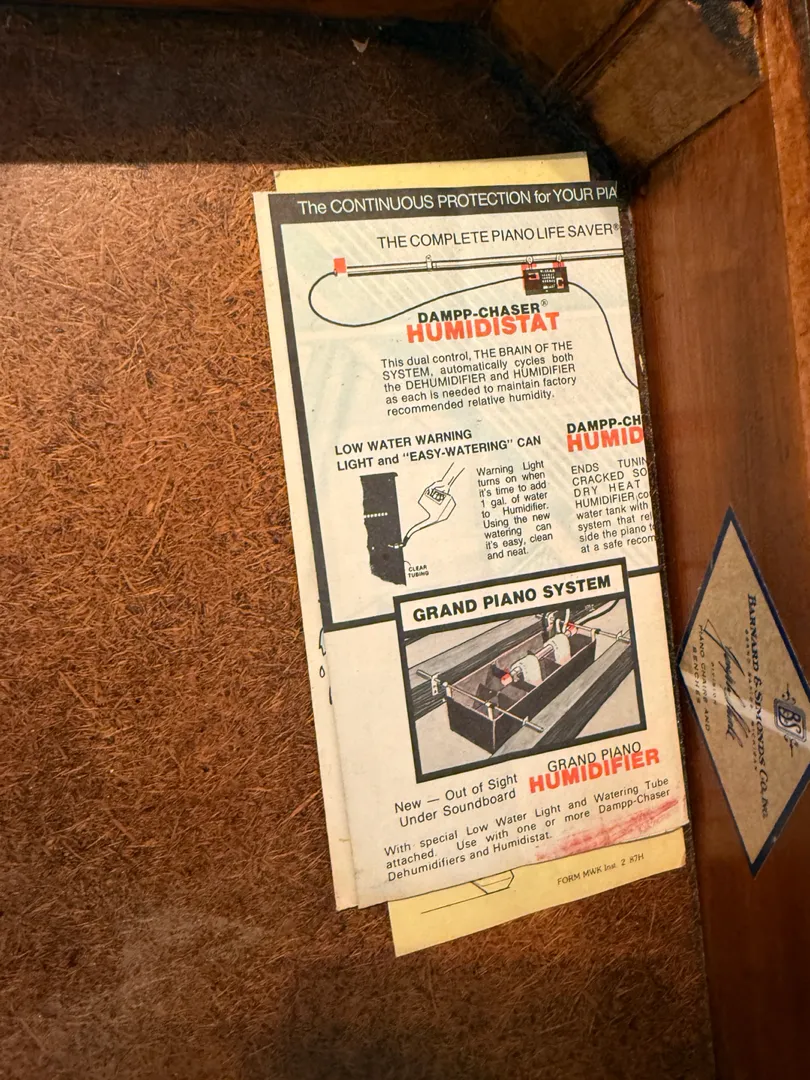 The CONTINUOUS PROTECTION for YOUR PIA
THE COMPLETE PIANO LIFE SAVER®
DAMPP-CHASER®
HUMIDISTAT
This dual control, THE BRAIN OF THE
SYSTEM, automatically cycles both
the DEHUMIDIFIER and HUMIDIFIER
as each is needed to maintain factory
recommended relative humidity.
LOW WATER WARNING
LIGHT and "EASY-WATERING" CAN
Warning Light
turns on when
it's time to add
1 gal. of water
to Humidifier.
Using the new
watering can
it's easy, clean
and neat.
CLEAR
TUBING
DAMPP-CH
HUMID
ENDS TUNIN
CRACKED SO
DRY HEAT
HUMIDIFIER, co
water tank with
system that rel
side the piano t
at a safe recom
GRAND PIANO SYSTEM
GRAND PIANO
HUMIDIFIER
New — Out of Sight
Under Soundboard
With special Low Water Light and Watering Tube
attached. Use with one or more Dampp-Chaser
Dehumidifiers and Humidistat.
FORM MWK Inst. 2 87H
BARNARD & SIMONDS CO., INC.
BSC
PIANO CHAIRS AND
BENCHES